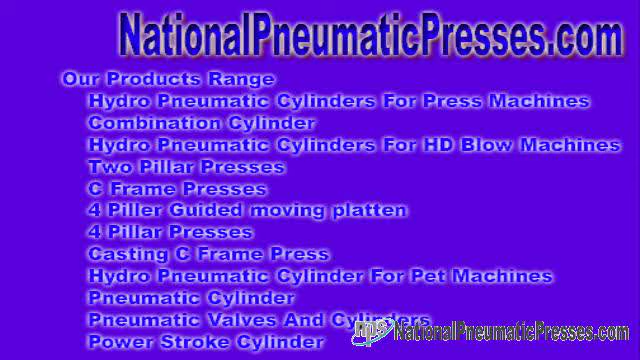 NationalPneumaticPresses.com
Our Products Range
Hydro Pneumatic Cylinders For Press Machines
Combination Cylinder
Hydro Pneumatic Cylinders For HD Blow Machines
Two Pillar Presses
C Frame Presses
4 Piller Guided moving platten
4 Pillar Presses
Casting C Frame Press
Hydro Pneumatic Cylinder For Pet Machines
Pneumatic Cylinder
Pneumatic Valves And Cylinders
NationalPneumaticPresses.com
Power Stroke Cylinder